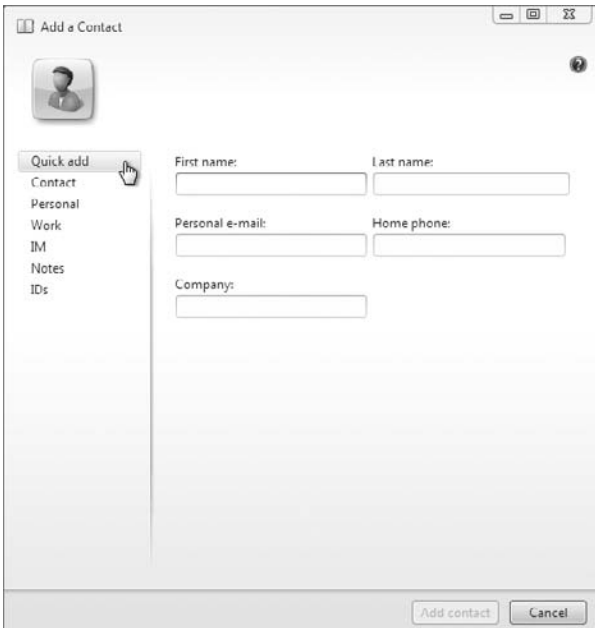 Add a Contact
Quick add
Contact
Personal
Work
IM
Notes
IDs
First name:
Last name:
Personal e-mail:
Home phone:
Company:
Add contact
Cancel